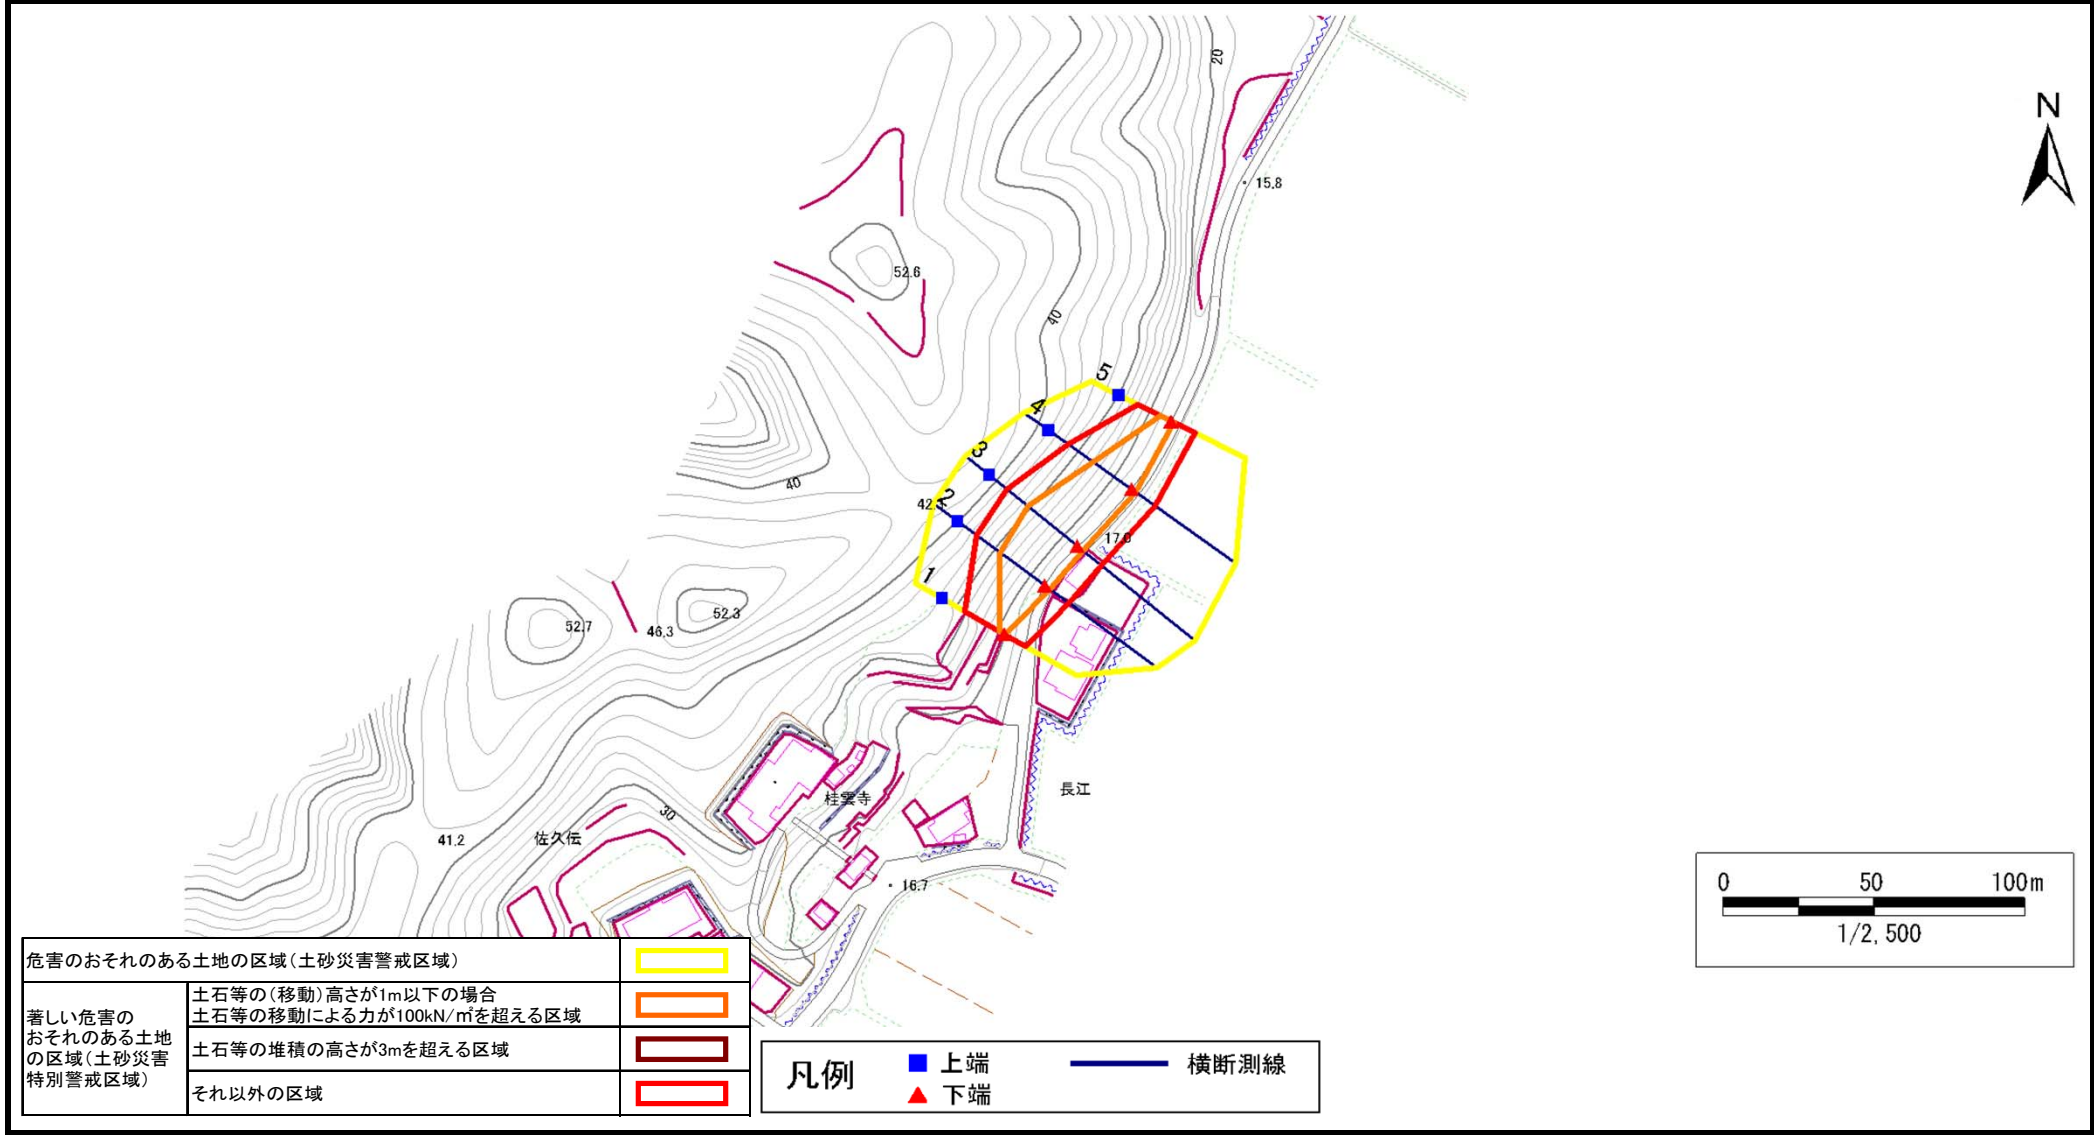 N
20
15.8
52.6
40
5
4
3
2
1
17.0
40
52.7
46.3
52.3
長江
桂雲寺
30
佐久伝
41.2
16.7
0 50 100m
1/2,500
危害のおそれのある土地の区域(土砂災害警戒区域)
著しい危害の
おそれのある土地
の区域(土砂災害
特別警戒区域)
土石等の(移動)高さが1m以下の場合
土石等の移動による力が100kN/㎡を超える区域
土石等の堆積の高さが3mを超える区域
それ以外の区域
凡例
上端
下端
横断測線